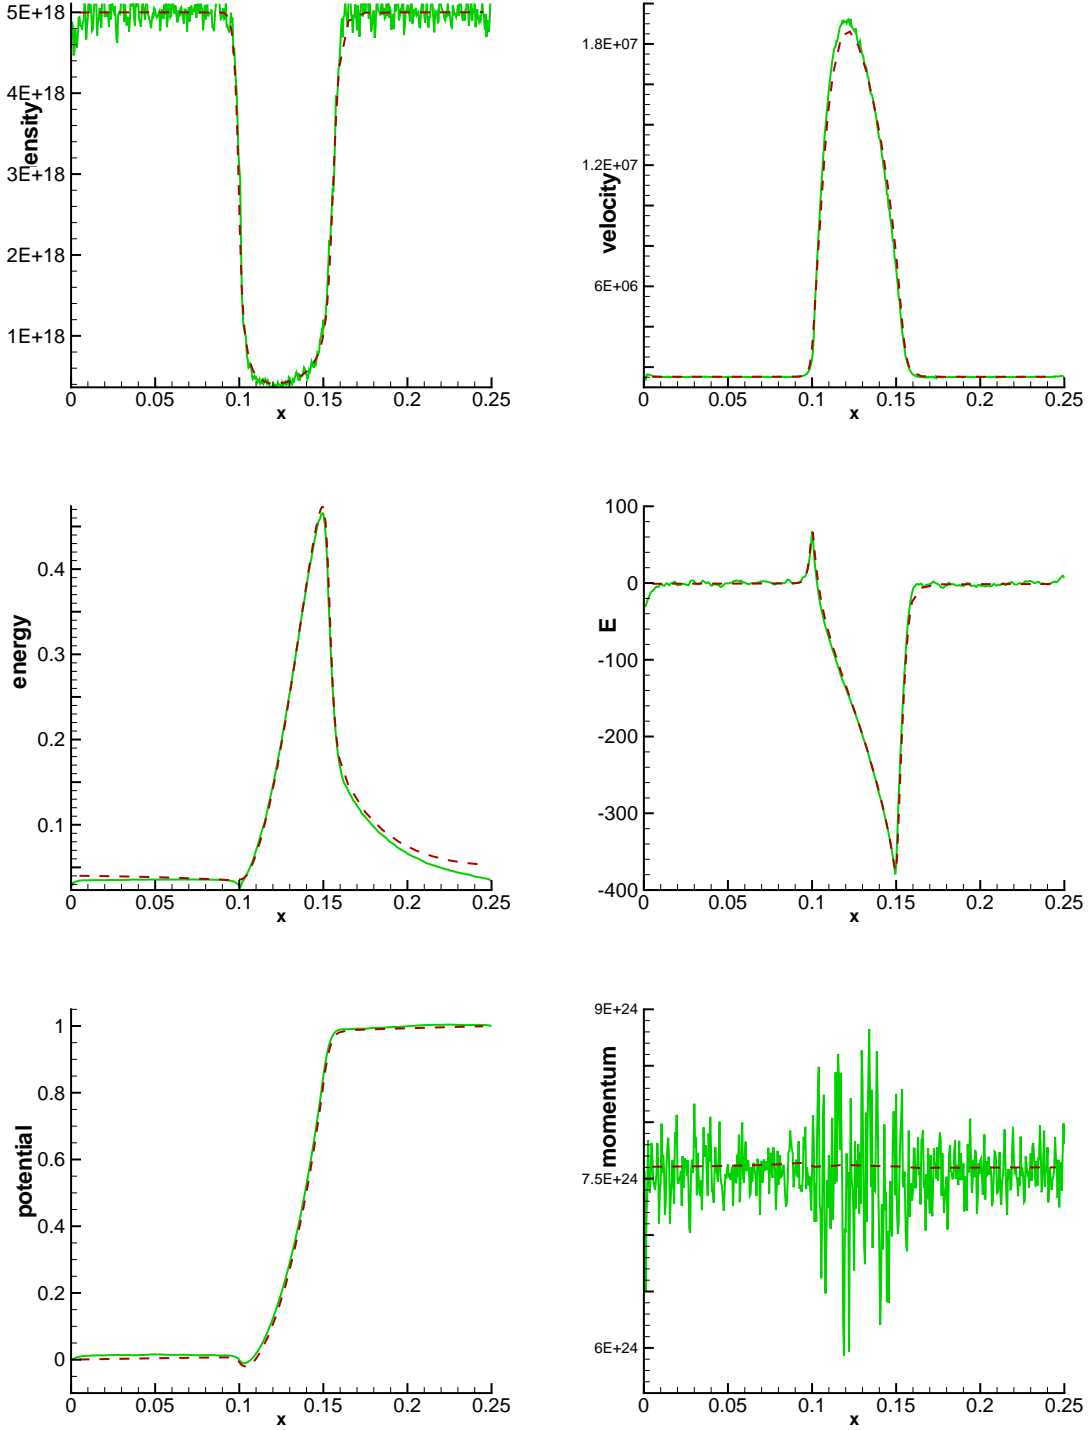 5E+18
4E+18
3E+18
2E+18
1E+18
ensity
0 0.05 0.1 0.15 0.2 0.25
x
1.8E+07
1.2E+07
6E+06
velocity
0 0.05 0.1 0.15 0.2 0.25
x
0.4
0.3
0.2
0.1
energy
0 0.05 0.1 0.15 0.2 0.25
x
100
0
-100
-200
-300
-400
E
0 0.05 0.1 0.15 0.2 0.25
x
1
0.8
0.6
0.4
0.2
0
potential
0 0.05 0.1 0.15 0.2 0.25
x
9E+24
7.5E+24
6E+24
momentum
0 0.05 0.1 0.15 0.2 0.25
x